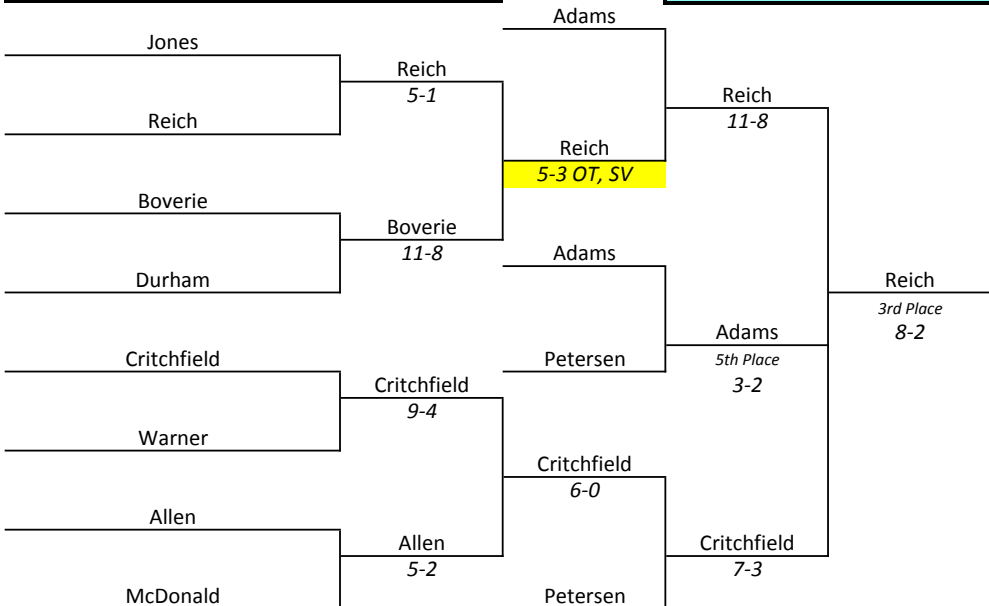 Adams
Jones
Reich
5-1
Reich
11-8
Reich
Reich
5-3 OT, SV
Boverie
Boverie
11-8
Adams
Durham
Reich
3rd Place
8-2
Adams
5th Place
3-2
Critchfield
Petersen
Critchfield
9-4
Warner
Critchfield
6-0
Allen
Allen
5-2
Critchfield
7-3
McDonald
Petersen